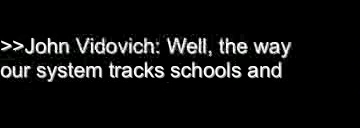 >>John Vidovich: Well, the way
our system tracks schools and